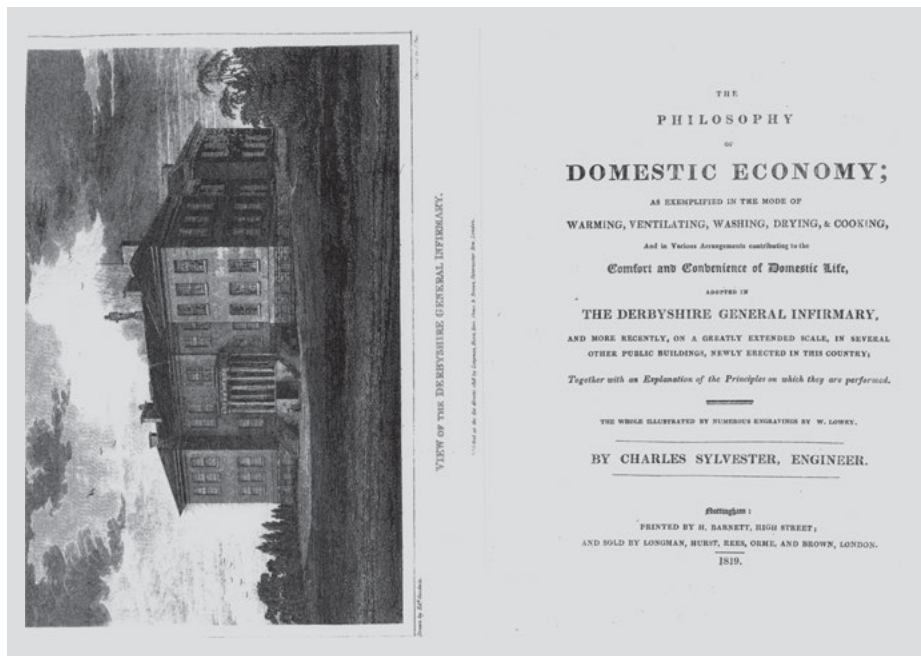 VIEW OF THE DERBYSHIRE GENERAL INFIRMARY.
THE
PHILOSOPHY
OF
DOMESTIC ECONOMY;
AS EXEMPLIFIED IN THE MODE OF
WARMING, VENTILATING, WASHING, DRYING, & COOKING,
And in Various Arrangements contributing to the
Comfort and Convenience of Domestic Life,
ADOPTED IN
THE DERBYSHIRE GENERAL INFIRMARY,
AND MORE RECENTLY, ON A GREATLY EXTENDED SCALE, IN SEVERAL
OTHER PUBLIC BUILDINGS, NEWLY ERECTED IN THIS COUNTRY;
Together with an Explanation of the Principles on which they are performed.
THE WHOLE ILLUSTRATED BY NUMEROUS ENGRAVINGS BY W. LOWRY.
BY CHARLES SYLVESTER, ENGINEER.
Nottingham:
PRINTED BY H. BARNETT, HIGH STREET;
AND SOLD BY LONGMAN, HURST, REES, ORME, AND BROWN, LONDON.
1819.